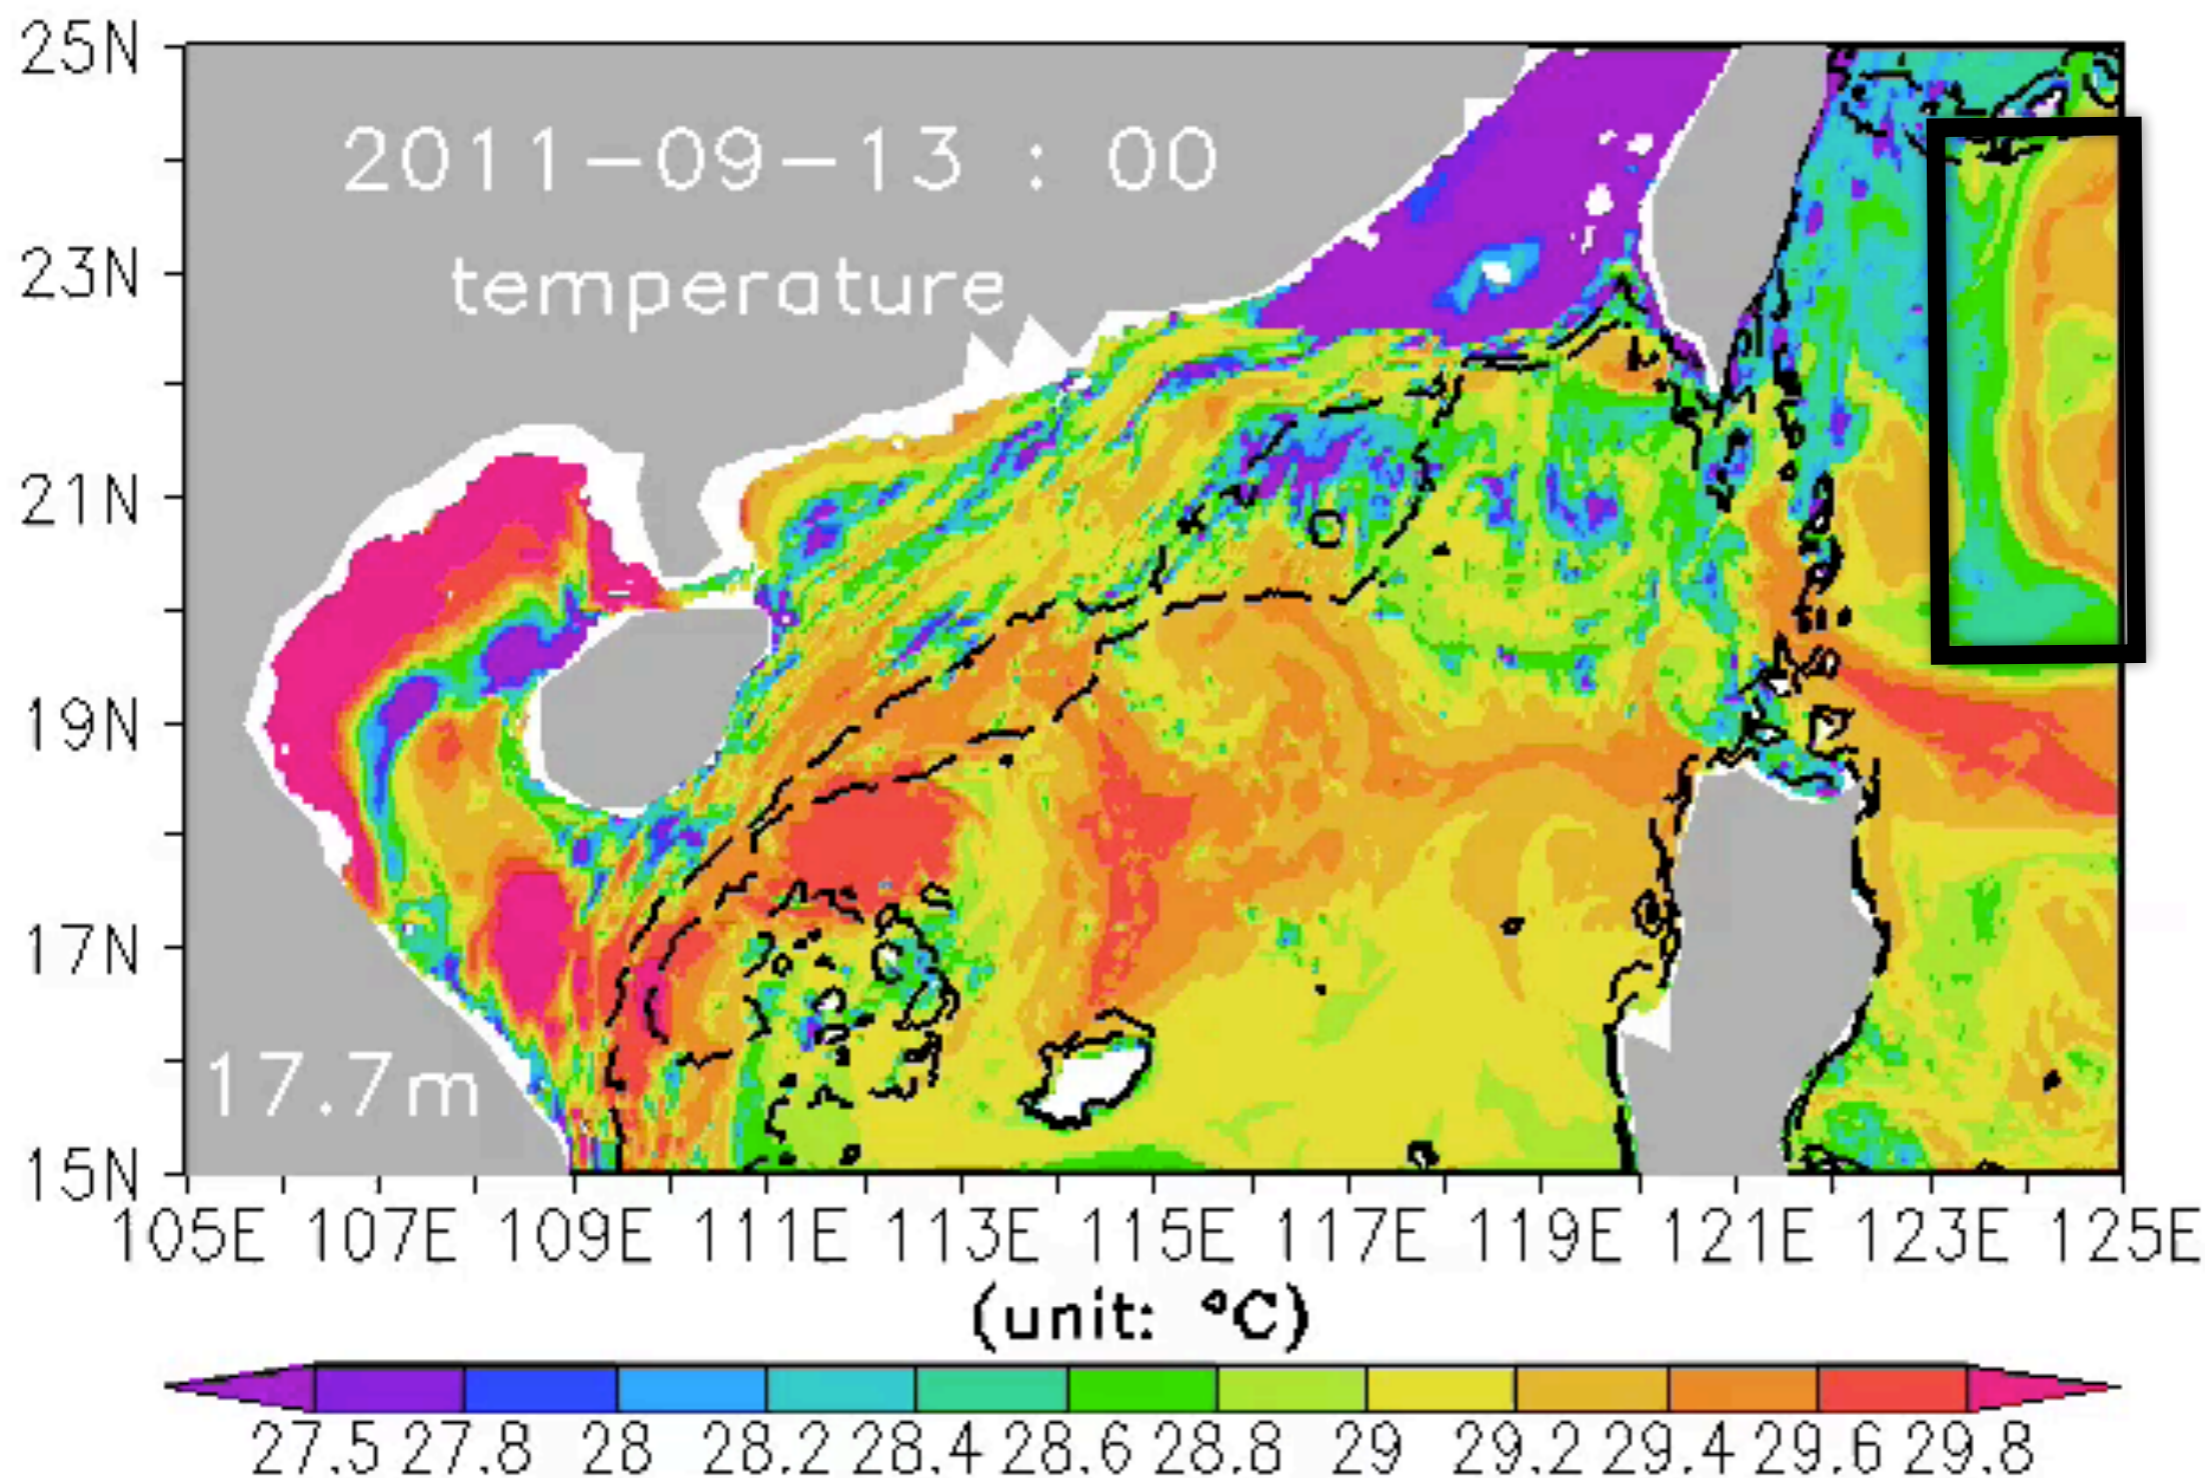 25N
2011-09-13 : 00
23N
temperature
21N
19N
17N
17.7m
15N
105E 107E 109E 111E 113E 115E 117E 119E 121E 123E 125E
(unit: °C)
27.5 27.8 28 28.2 28.4 28.6 28.8 29 29.2 29.4 29.6 29.8